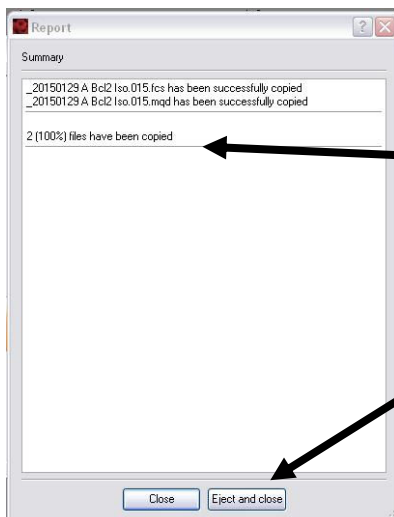 Report
Summary
_20150129 A Bcl2 Iso.015.fcs has been successfully copied
_20150129 A Bcl2 Iso.015.mqd has been successfully copied
2 (100%) files have been copied
Close
Eject and close